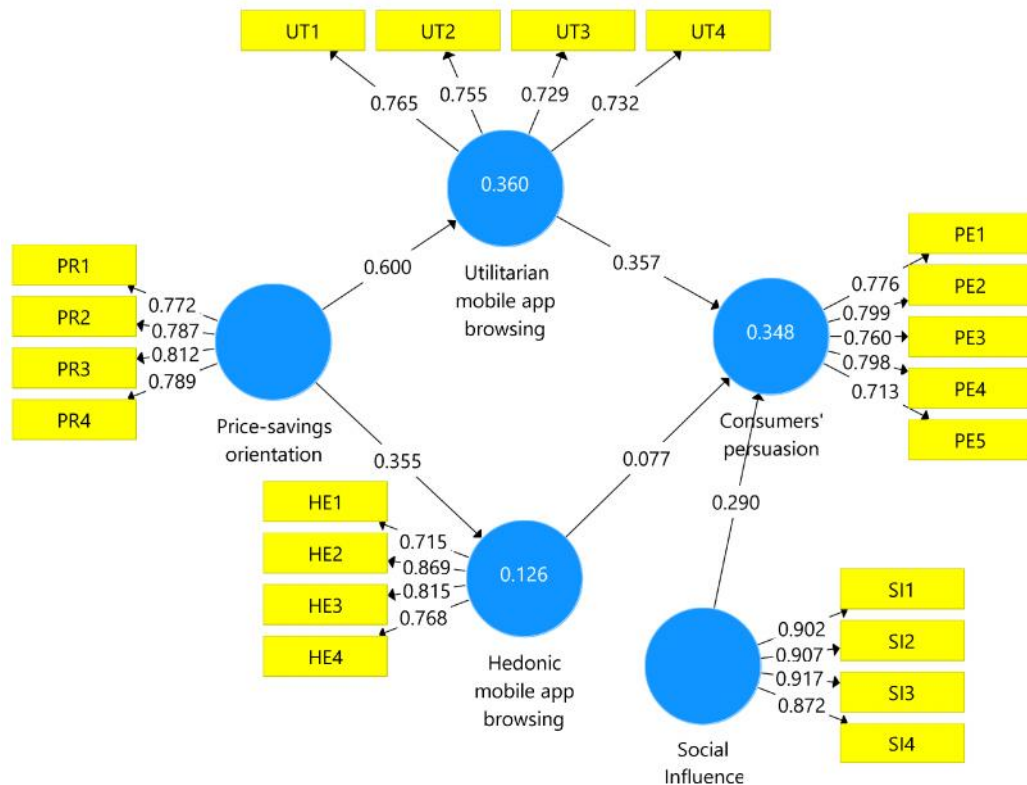 UT1
UT2
UT3
UT4
0.765
0.755
0.729
0.732
0.360
Utilitarian
mobile app
browsing
PR1
PR2
PR3
PR4
0.772
0.787
0.812
0.789
Price-savings
orientation
0.600
0.357
0.355
0.077
0.290
PE1
PE2
PE3
PE4
PE5
0.776
0.799
0.760
0.798
0.713
0.348
Consumers'
persuasion
HE1
HE2
HE3
HE4
0.715
0.869
0.815
0.768
0.126
Hedonic
mobile app
browsing
SI1
SI2
SI3
SI4
0.902
0.907
0.917
0.872
Social
Influence